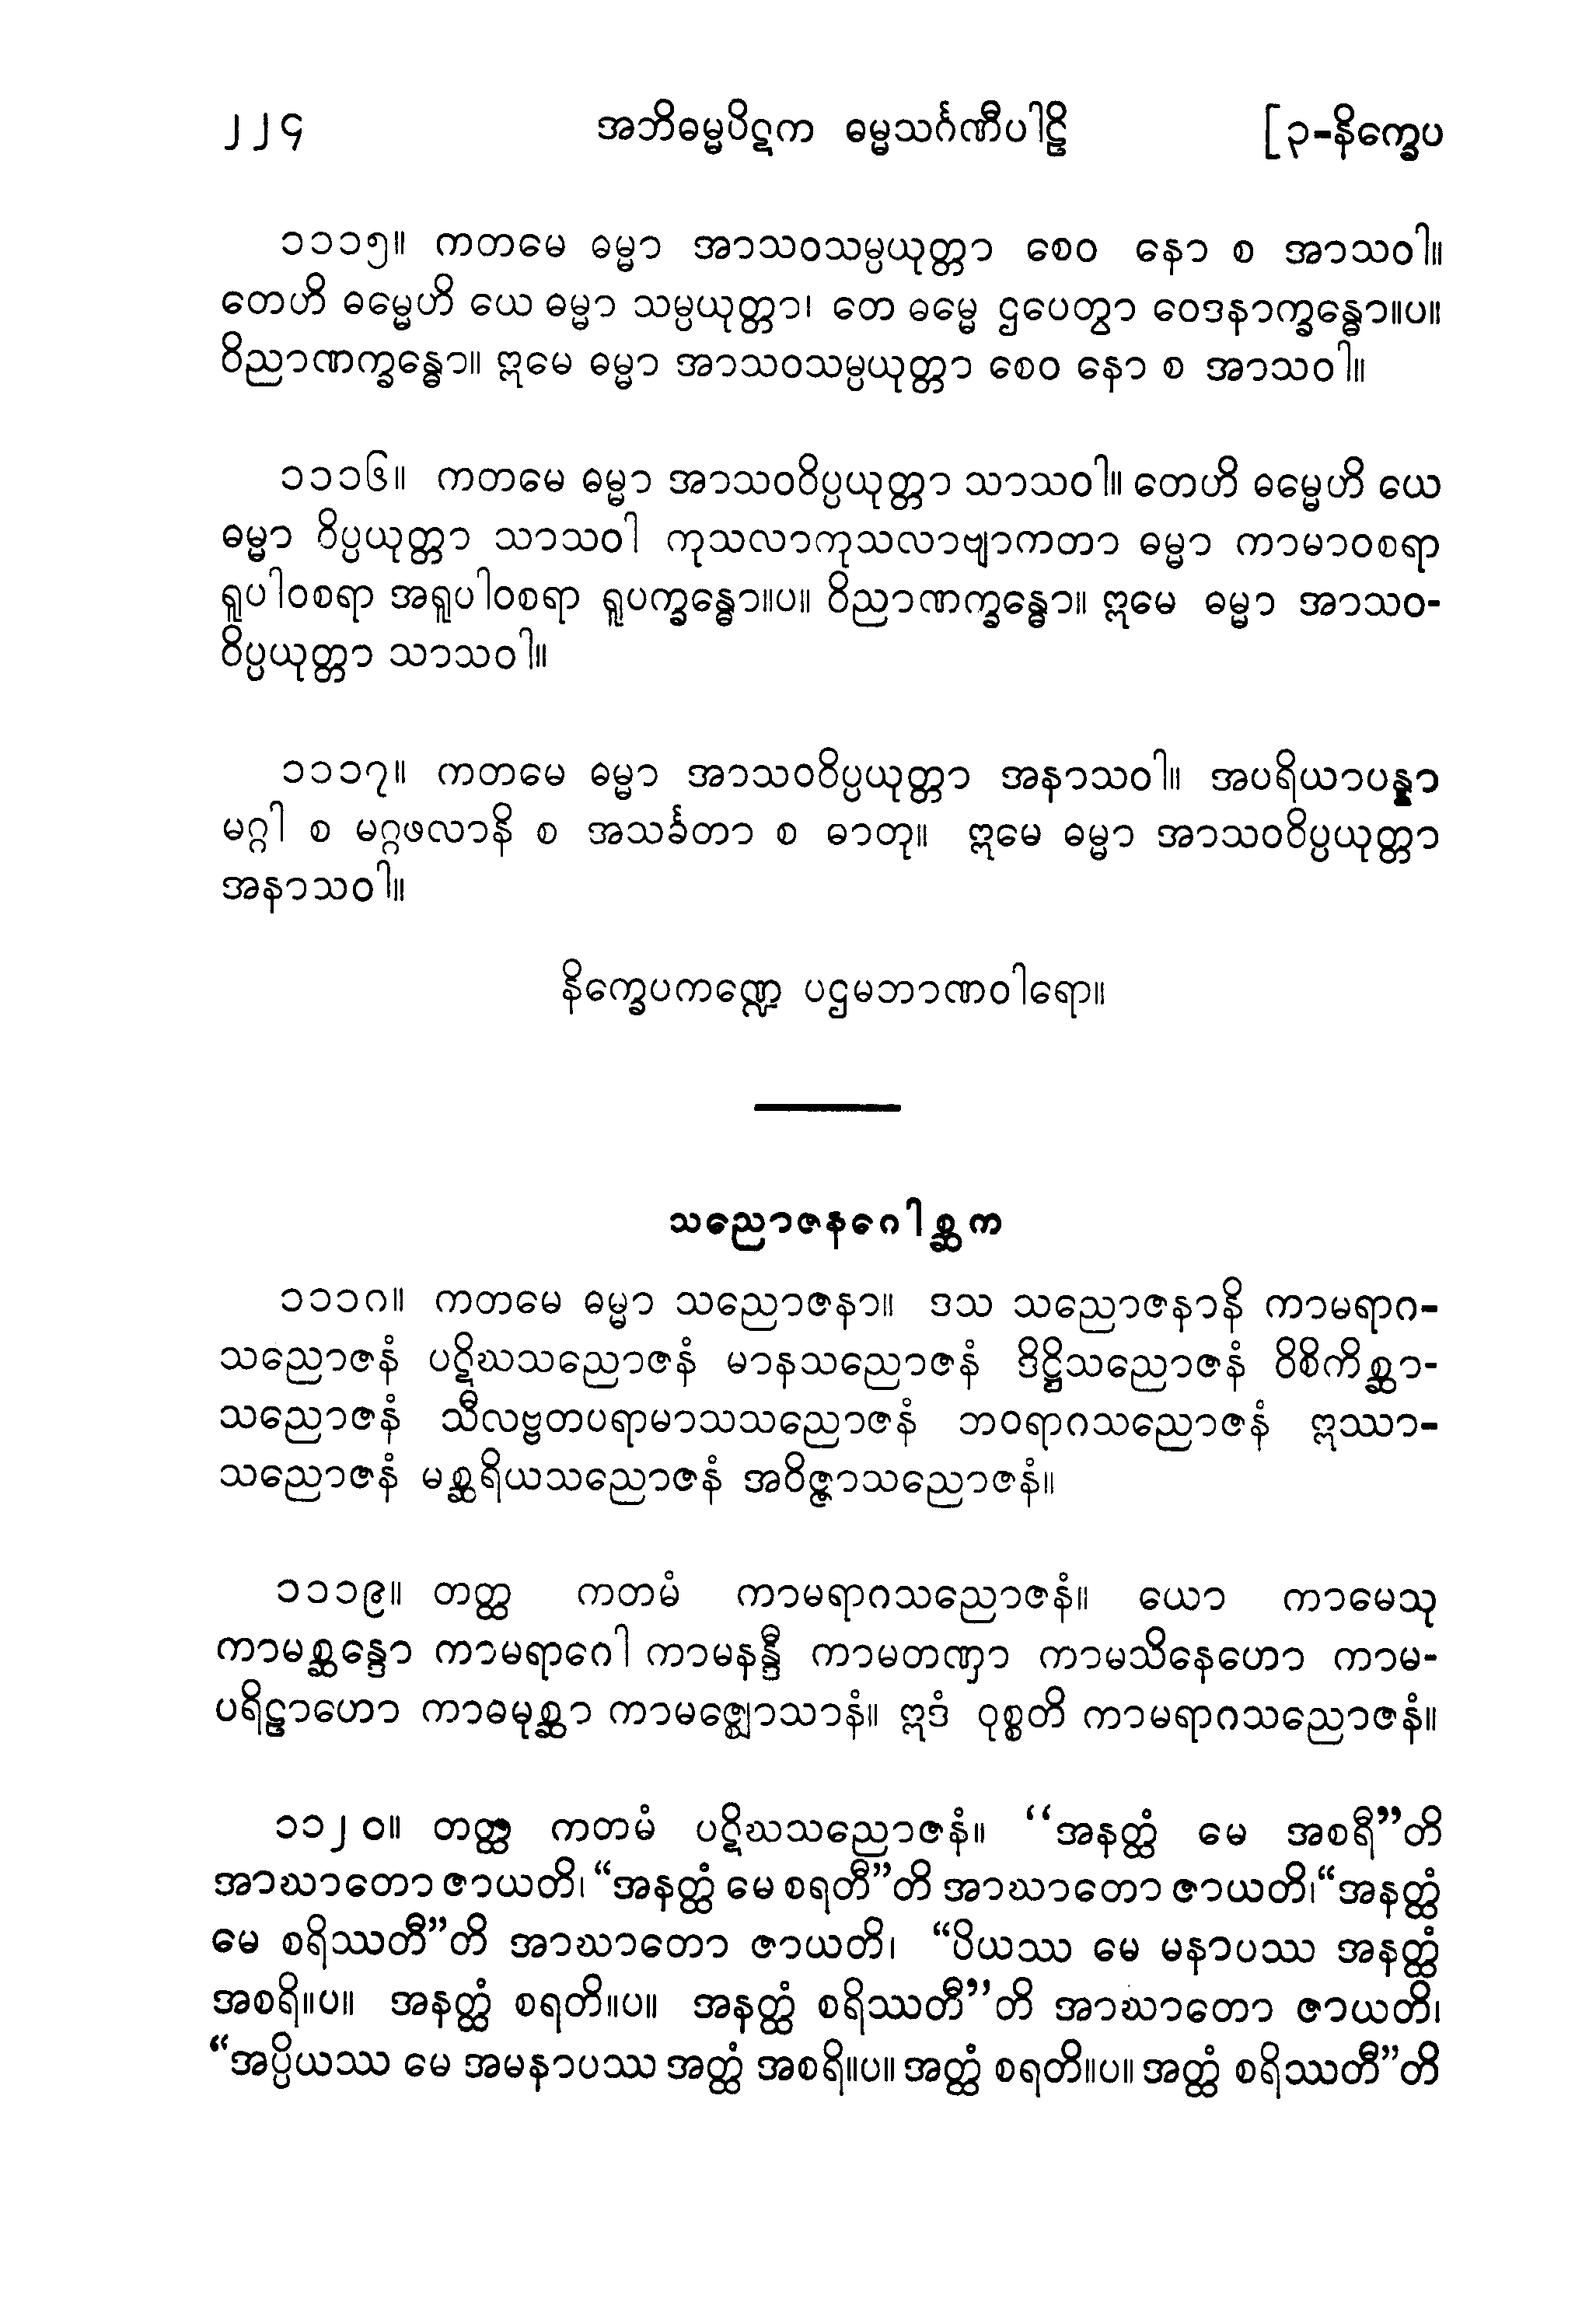 ၂၂၄ အဘိဓမ္မပိဋက ဓမ္မသင်္ဂဏီပါဠိ [၃-နိက္ခေပ
၁၁၁၅။ ကတမေ ဓမ္မာ အာသဝသမ္ပယုတ္တာ စေဝ နော စ အာသဝါ။
တေဟိ ဓမ္မေဟိ ယေ ဓမ္မာ သမ္ပယုတ္တာ၊ တေ ဓမ္မေ ဌပေတွာ ဝေဒနာက္ခန္ဓော။ပ။
ဝိညာဏက္ခန္ဓော။ ဣမေ ဓမ္မာ အာသဝသမ္ပယုတ္တာ စေဝ နော စ အာသဝါ။
၁၁၁၆။ ကတမေ ဓမ္မာ အာသဝဝိပ္ပယုတ္တာ သာသဝါ။ တေဟိ ဓမ္မေဟိ ယေ
ဓမ္မာ ဝိပ္ပယုတ္တာ သာသဝါ ကုသလာကုသလာဗျာကတာ ဓမ္မာ ကာမာဝစရာ
ရူပါဝစရာ အရူပါဝစရာ ရူပက္ခန္ဓော။ပ။ ဝိညာဏက္ခန္ဓော။ ဣမေ ဓမ္မာ အာသဝ-
ဝိပ္ပယုတ္တာ သာသဝါ။
၁၁၁၇။ ကတမေ ဓမ္မာ အာသဝဝိပ္ပယုတ္တာ အနာသဝါ။ အပရိယာပန္နာ
မဂ္ဂါ စ မဂ္ဂဖလာနိ စ အသင်္ခတာ စ ဓာတု။ ဣမေ ဓမ္မာ အာသဝဝိပ္ပယုတ္တာ
အနာသဝါ။
နိက္ခေပကဏ္ဍေ ပဌမဘာဏဝါရော။
သညောဇနဂေါစ္ဆက
၁၁၁၈။ ကတမေ ဓမ္မာ သညောဇနာ။ ဒသ သညောဇနာနိ ကာမရာဂ-
သညောဇနံ ပဋိဃသညောဇနံ မာနသညောဇနံ ဒိဋ္ဌိသညောဇနံ ဝိစိကိစ္ဆာ-
သညောဇနံ သီလဗ္ဗတပရာမာသသညောဇနံ ဘဝရာဂသညောဇနံ ဣဿာ-
သညောဇနံ မစ္ဆရိယသညောဇနံ အဝိဇ္ဇာသညောဇနံ။
၁၁၁၉။ တတ္ထ ကတမံ ကာမရာဂသညောဇနံ။ ယော ကာမေသု
ကာမစ္ဆန္ဒော ကာမရာဂေါ ကာမနန္ဒီ ကာမတဏှာ ကာမသိနေဟော ကာမ-
ပရိဠာဟော ကာဓမုစ္ဆာ ကာမဇ္ဈောသာနံ။ ဣဒံ ဝုစ္စတိ ကာမရာဂသညောဇနံ။
၁၁၂၀။ တတ္ထ ကတမံ ပဋိဃသညောဇနံ။ “အနတ္ထံ မေ အစရီ”တိ
အာဃာတော ဇာယတိ၊ “အနတ္ထံ မေ စရတီ”တိ အာဃာတော ဇာယတိ၊“အနတ္ထံ
မေ စရိဿတီ”တိ အာဃာတော ဇာယတိ၊ “ပိယဿ မေ မနာပဿ အနတ္ထံ
အစရိ။ပ။ အနတ္ထံ စရတိ။ပ။ အနတ္ထံ စရိဿတီ”တိ အာဃာတော ဇာယတိ၊
“အပ္ပိယဿ မေ အမနာပဿ အတ္ထံ အစရိ။ပ။ အတ္ထံ စရတိ။ပ။ အတ္ထံ စရိဿတီ”တိ